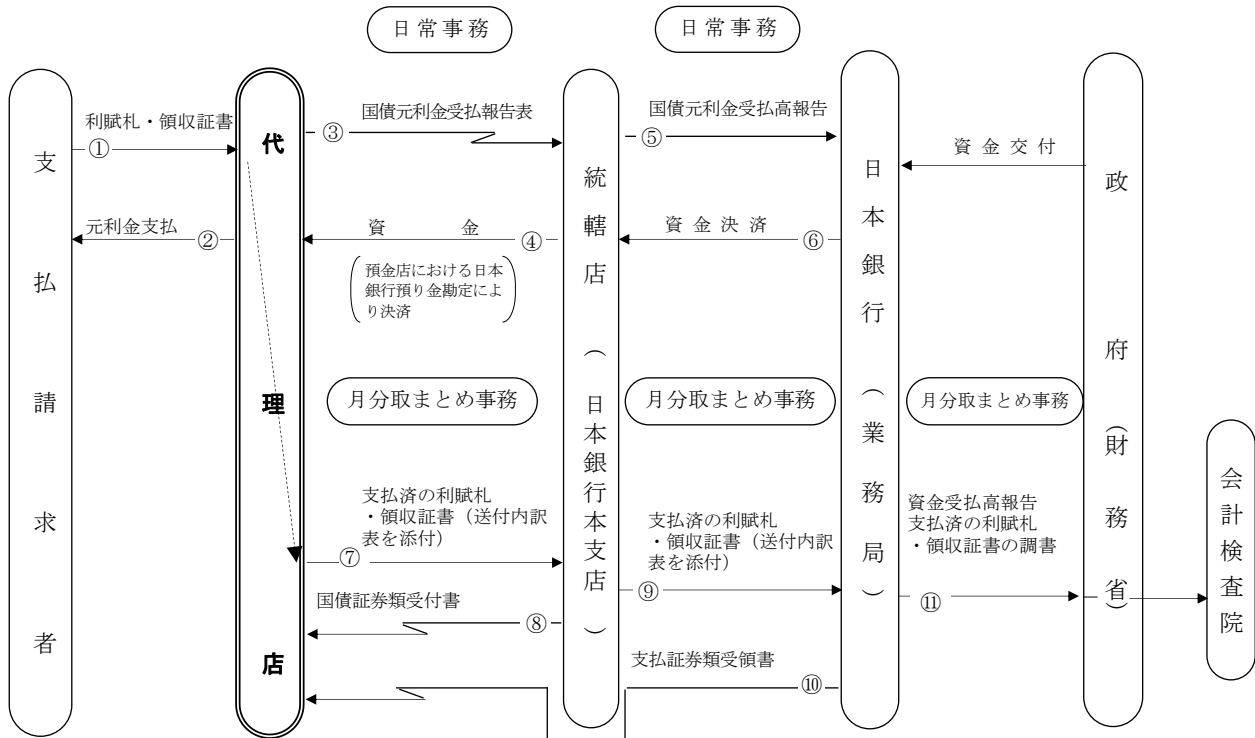 日常事務
日常事務
支払請求者
代理店
統轄店（日本銀行本支店）
日本銀行（業務局）
政府（財務省）
会計検査院
利賦札・領収証書
①
③
国債元利金受払報告表
国債元利金受払高報告
⑤
資金交付
元利金支払
②
資金
④
資金決済
⑥
預金店における日本
銀行預り金勘定によ
り決済
月分取まとめ事務
月分取まとめ事務
月分取まとめ事務
支払済の利賦札
・領収証書（送付内訳
表を添付）
⑦
支払済の利賦札
・領収証書（送付内訳
表を添付）
⑨
資金受払高報告
支払済の利賦札
・領収証書の調書
⑪
国債証券類受付書
⑧
支払証券類受領書
⑩